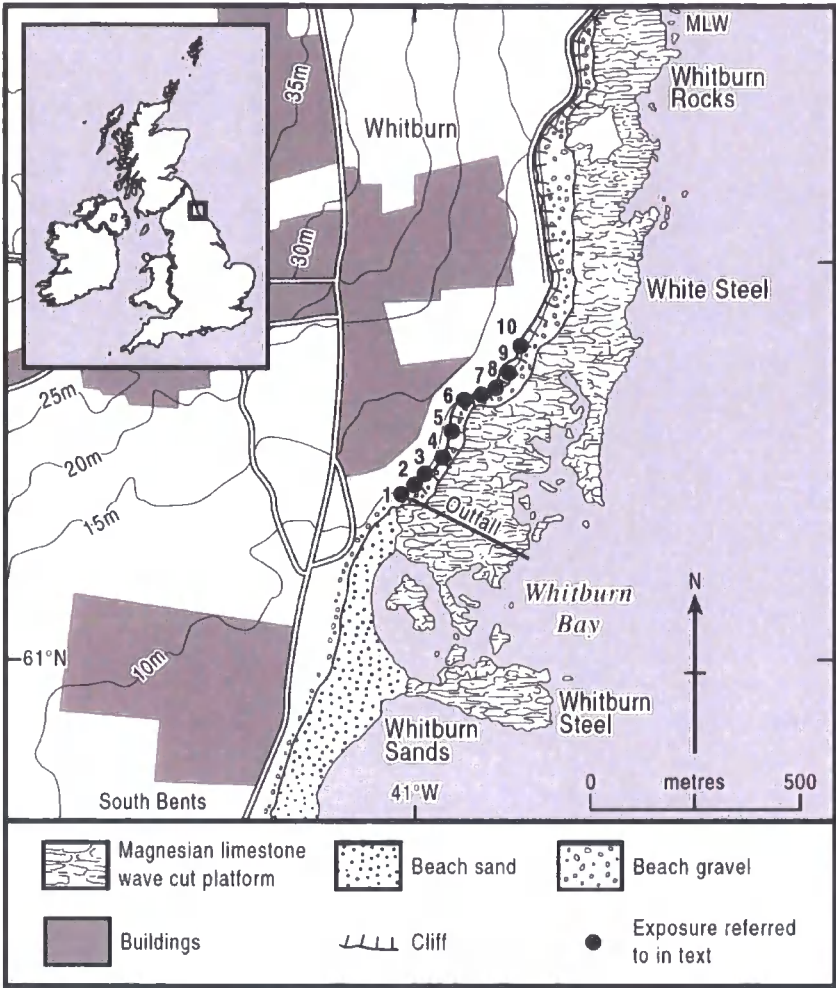 MLW
Whitburn
Rocks
35m
Whitburn
30m
White Steel
10
9
8
7
6
5
4
3
2
1
25m
20m
15m
Outfall
N
Whitburn
Bay
61°N
10m
Whitburn
Steel
Whitburn
Sands
0 metres 500
41°W
South Bents
Magnesian limestone
wave cut platform
Beach sand
Beach gravel
Buildings
Cliff
Exposure referred
to in text